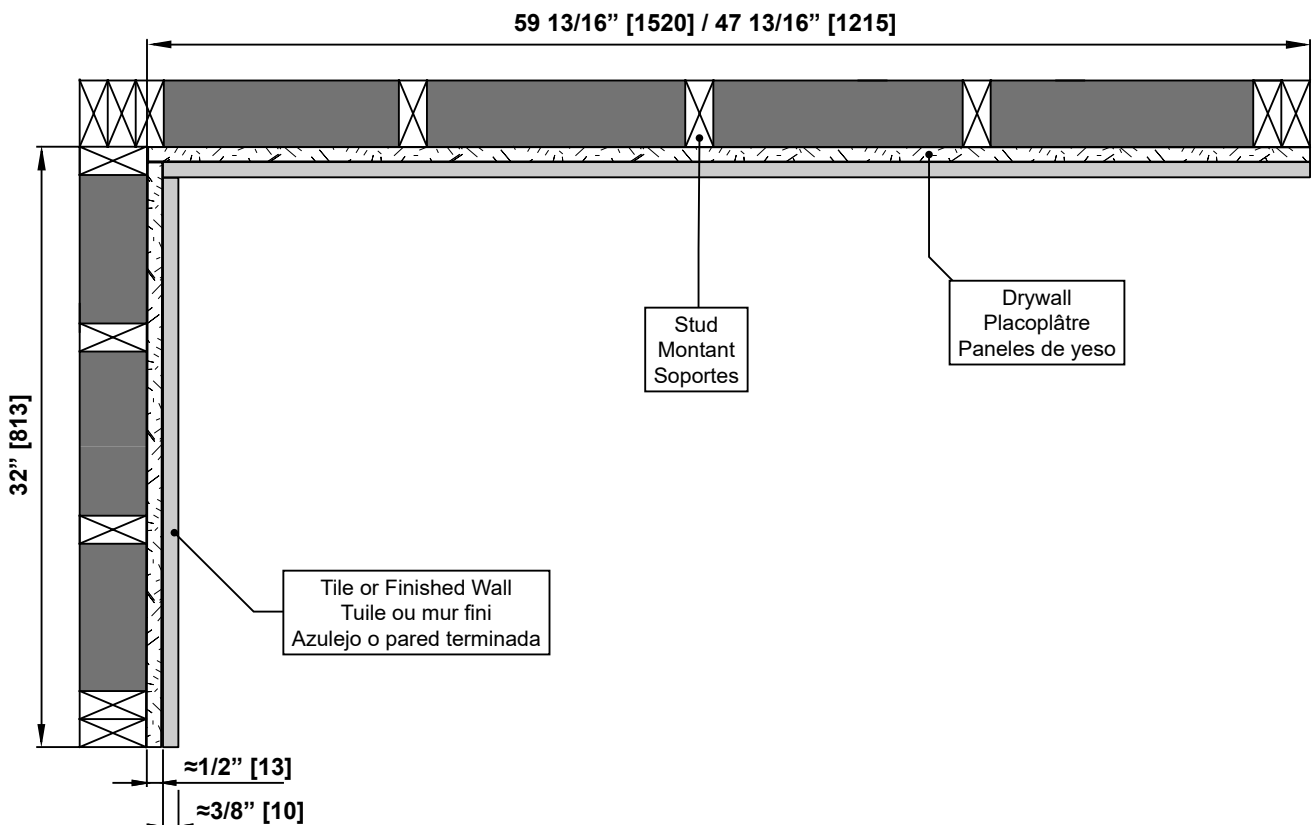 59 13/16” [1520] / 47 13/16” [1215]
Stud
Montant
Soportes
Drywall
Placoplâtre
Paneles de yeso
32” [813]
Tile or Finished Wall
Tuile ou mur fini
Azulejo o pared terminada
≈1/2” [13]
≈3/8” [10]